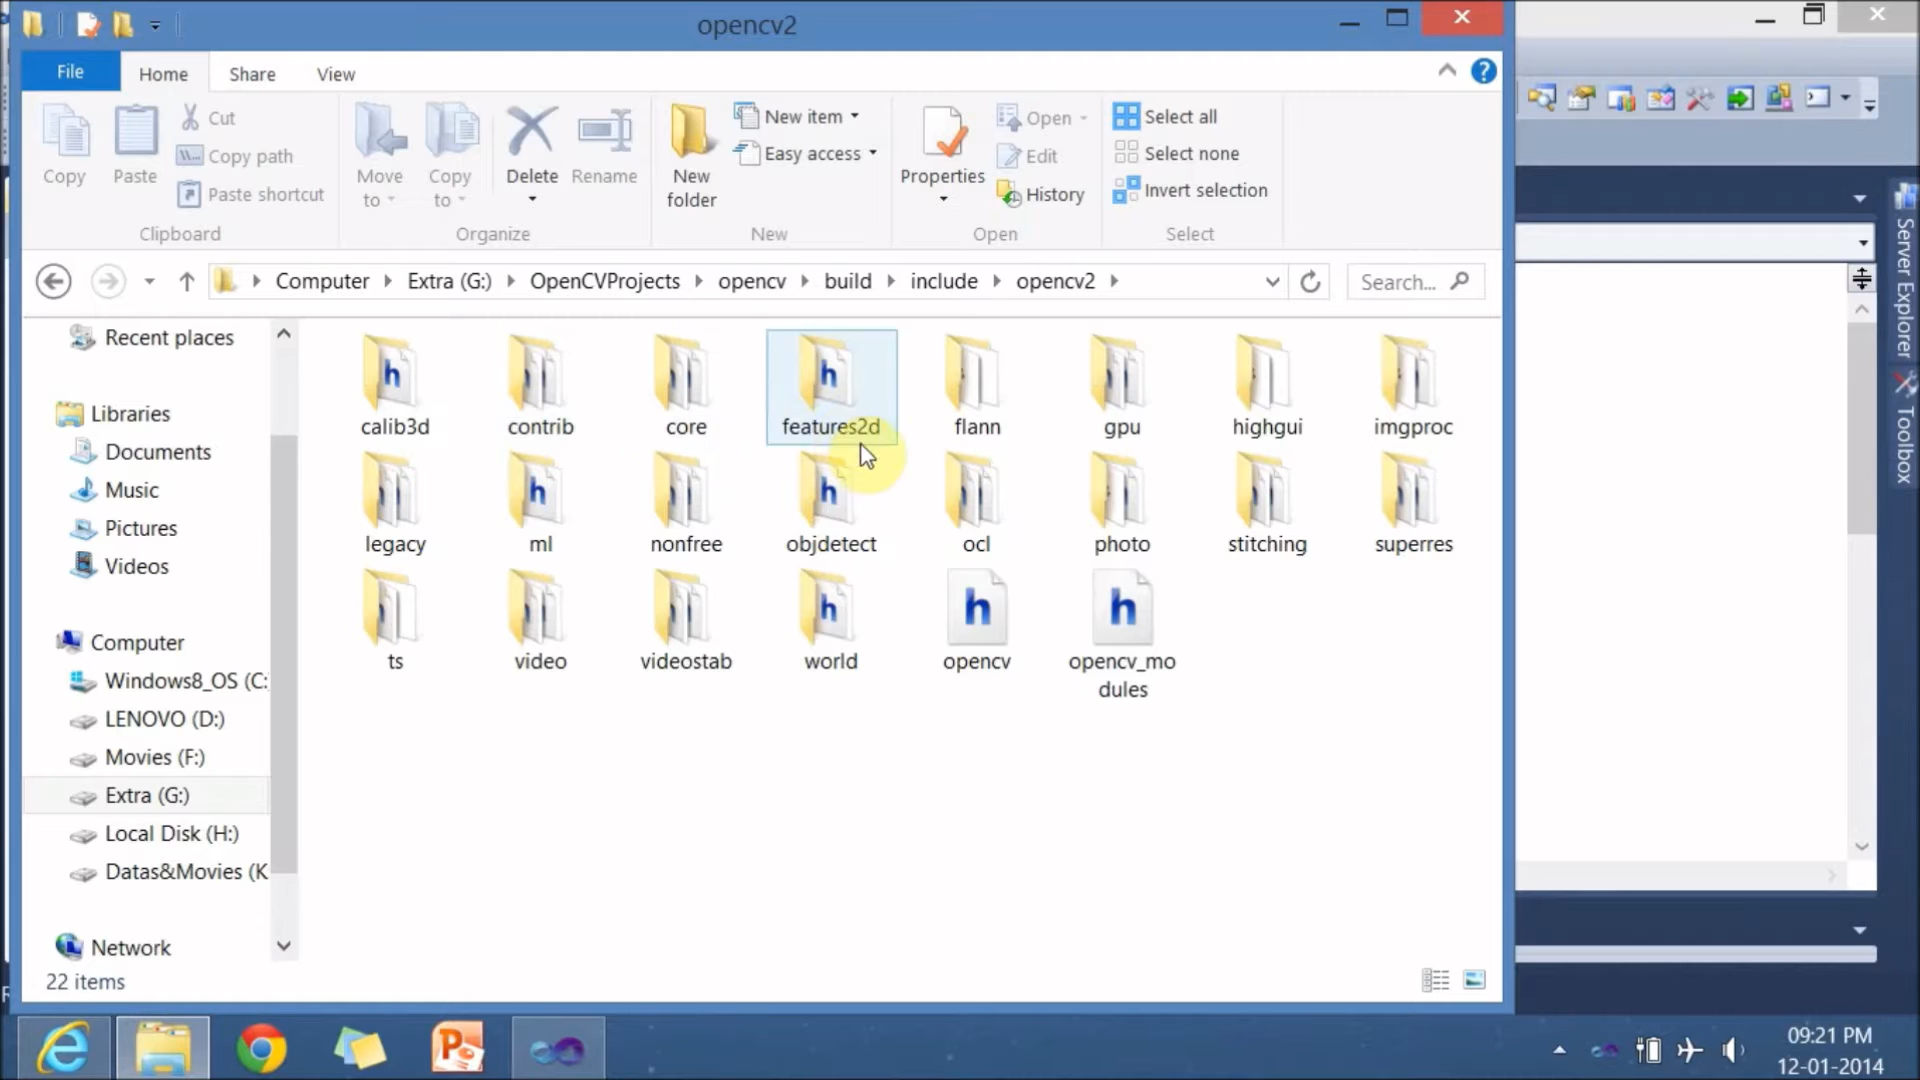 opencv2
File Home Share View
Copy
Paste
Cut
Copy path
Paste shortcut
Clipboard
Move to
Copy to
Delete
Rename
Organize
New folder
New item
Easy access
New
Properties
Open
Edit
History
Open
Select all
Select none
Invert selection
Select
Computer Extra (G:) OpenCVProjects opencv build include opencv2
Search...
Recent places
Libraries
Documents
Music
Pictures
Videos
Computer
Windows8_OS (C:
LENOVO (D:)
Movies (F:)
Extra (G:)
Local Disk (H:)
Datas&Movies (K
Network
calib3d contrib core features2d flann gpu highgui imgproc
legacy ml nonfree objdetect ocl photo stitching superres
ts video videostab world opencv opencv_mo
dules
22 items
Server Explorer
Toolbox
09:21 PM
12-01-2014